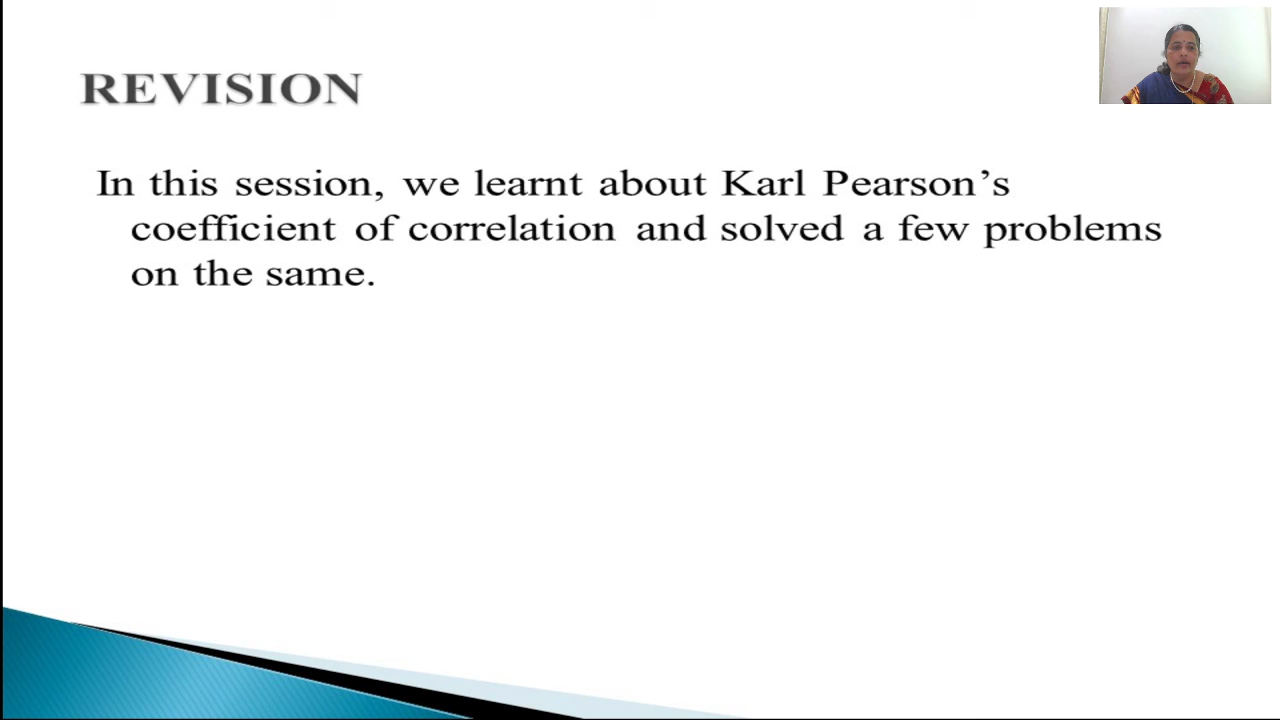 REVISION
In this session, we learnt about Karl Pearson’s
coefficient of correlation and solved a few problems
on the same.